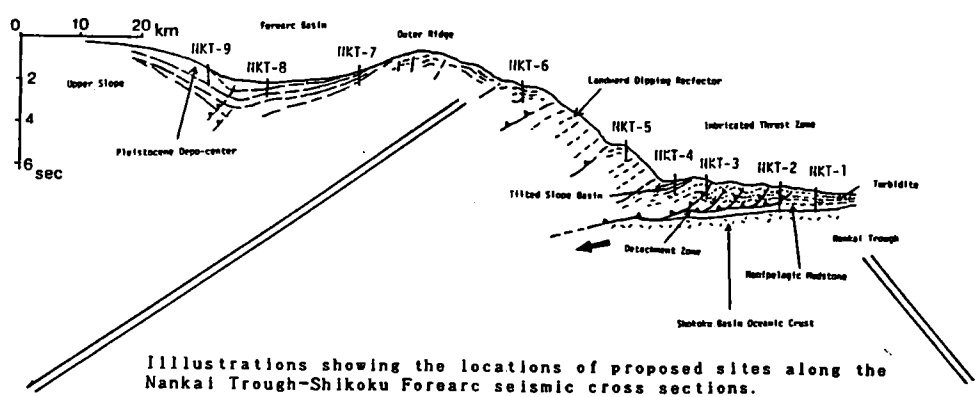 0 10 20 km
Forearc Basin
Outer Ridge
NKT-9
NKT-8
NKT-7
NKT-6
NKT-5
NKT-4
NKT-3
NKT-2
NKT-1
2
4
6
sec
Upper Slope
Pleistocene Depo-center
Landward Dipping Reflector
Imbricated Thrust Zone
Tilted Slope Basin
Turbidite
Detachment Zone
Nankai Trough
Hemipelagic Mudstone
Shokoku Basin Oceanic Crust
Illlustrations showing the locations of proposed sites along the
Nankai Trough-Shikoku Forearc seismic cross sections.